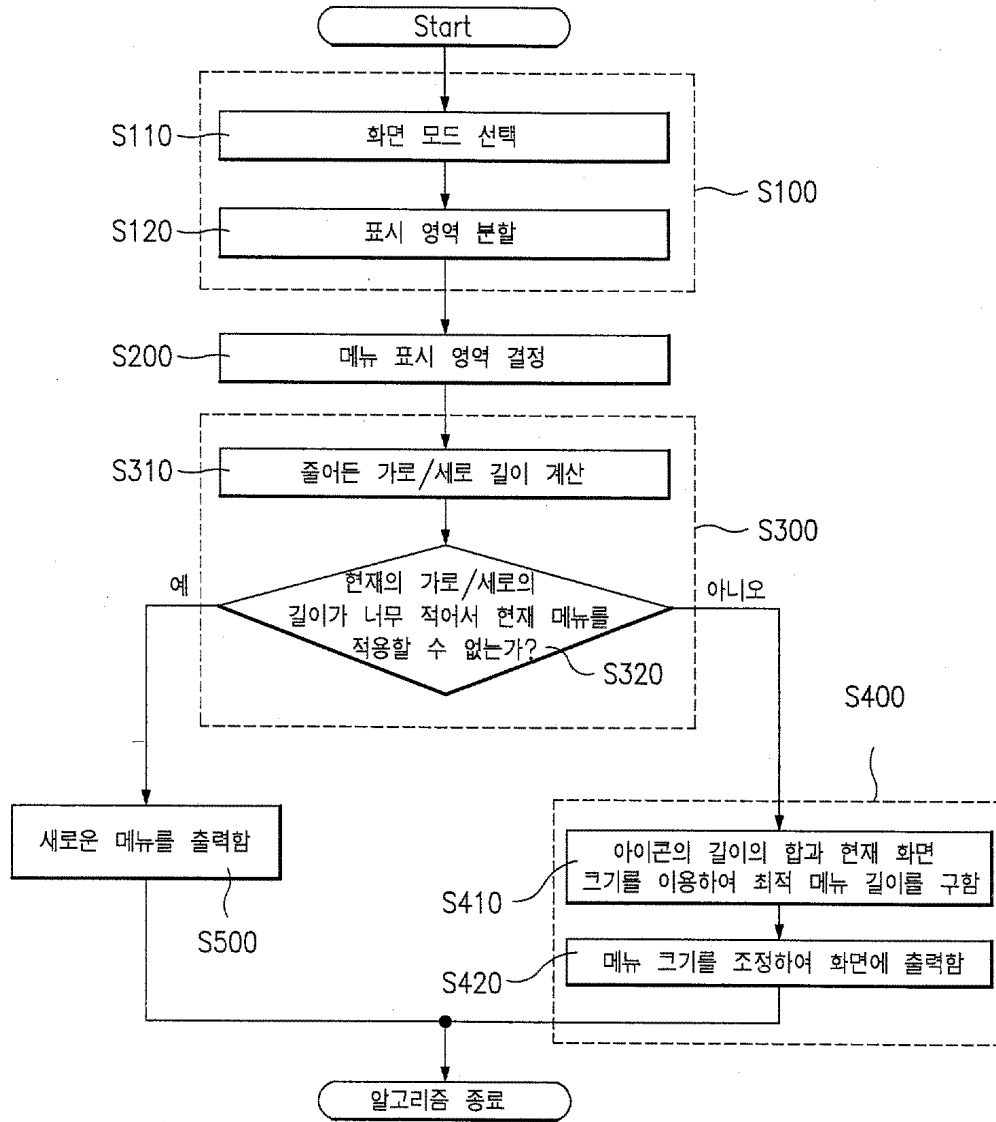 Start
S110
화면 모드 선택
S100
S120
표시 영역 분할
S200
메뉴 표시 영역 결정
S310
줄어든 가로/세로 길이 계산
S300
예
현재의 가로/세로의
아니오
길이가 너무 적어서 현재 메뉴를
적용할 수 없는가?
S320
S400
새로운 메뉴를 출력함
S500
아이콘의 길이의 합과 현재 화면
크기를 이용하여 최적 메뉴 길이를 구함
S410
메뉴 크기를 조정하여 화면에 출력함
S420
알고리즘 종료